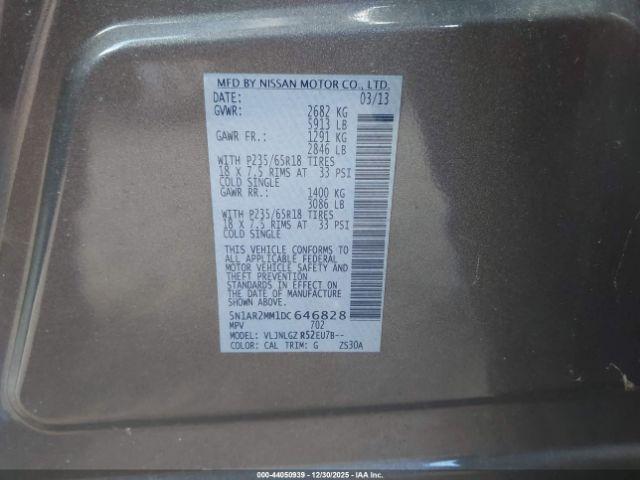 MFD BY NISSAN MOTOR CO., LTD.
DATE: 03/13
GVWR: 2682 KG
5913 LB
GAWR FR.: 1291 KG
2846 LB
WITH P235/65R18 TIRES
18 X 7.5 RIMS AT 33 PSI
COLD SINGLE
GAWR RR.: 1400 KG
3086 LB
WITH P235/65R18 TIRES
18 X 7.5 RIMS AT 33 PSI
COLD SINGLE
THIS VEHICLE CONFORMS TO
ALL APPLICABLE FEDERAL
MOTOR VEHICLE SAFETY AND
THEFT PREVENTION
STANDARDS IN EFFECT ON
THE DATE OF MANUFACTURE
SHOWN ABOVE.
5N1AR2MM1DC646828
MPV 702
MODEL: VLJNLGZ R52EU7B--
COLOR: CAL TRIM: G ZS30A
000-44050939 - 12/30/2025 - IAA, Inc.